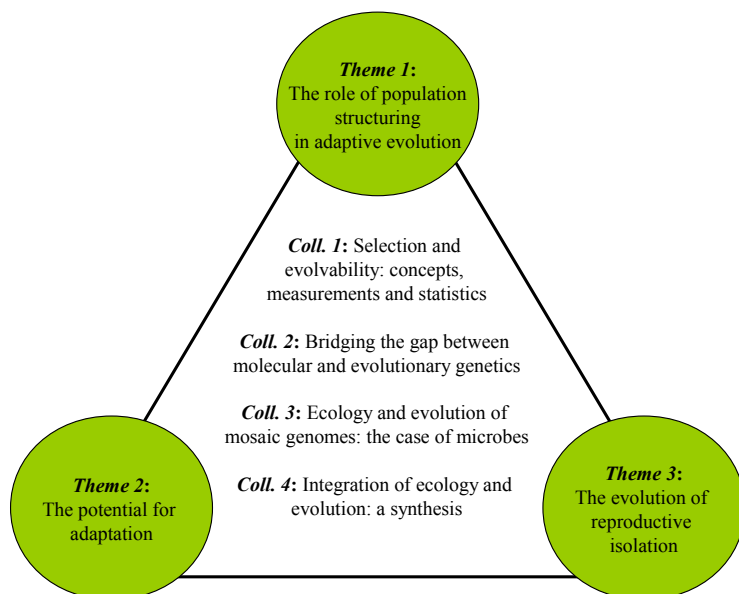 Theme 1:
The role of population
structuring
in adaptive evolution
Coll. 1: Selection and
evolvability: concepts,
measurements and statistics
Coll. 2: Bridging the gap between
molecular and evolutionary genetics
Coll. 3: Ecology and evolution of
mosaic genomes: the case of microbes
Coll. 4: Integration of ecology and
evolution: a synthesis
Theme 2:
The potential for
adaptation
Theme 3:
The evolution of
reproductive
isolation